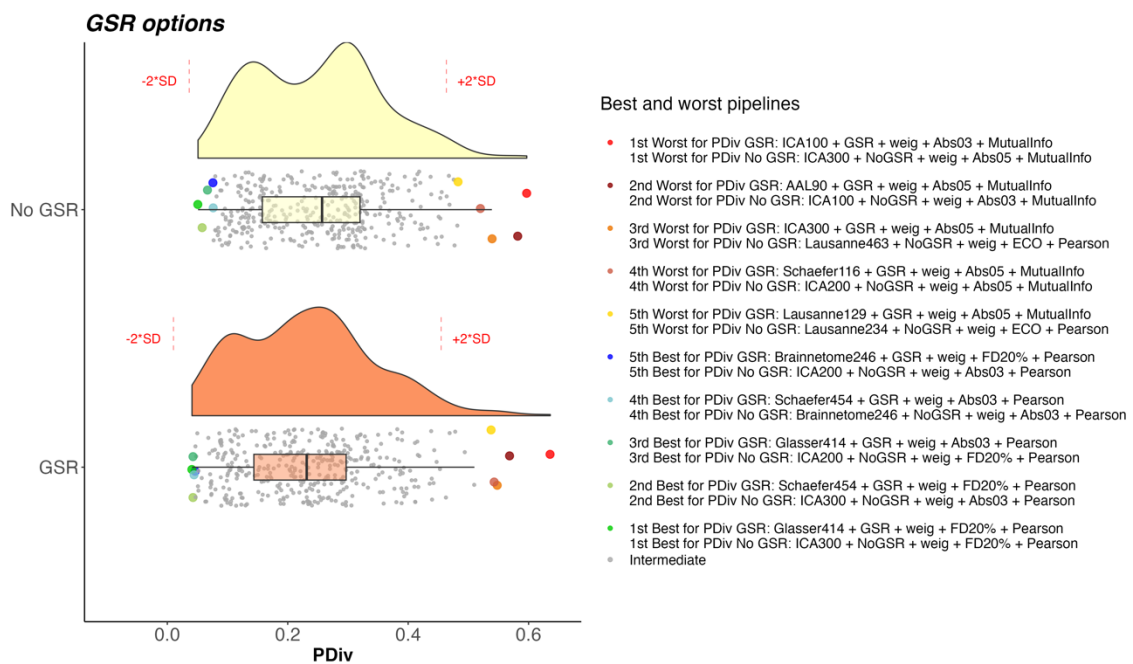 GSR options
-2*SD
+2*SD
No GSR
-2*SD
+2*SD
GSR
0.0
0.2
0.4
0.6
PDiv
Best and worst pipelines
1st Worst for PDiv GSR: ICA100 + GSR + weig + Abs03 + MutualInfo
1st Worst for PDiv No GSR: ICA300 + NoGSR + weig + Abs05 + MutualInfo
2nd Worst for PDiv GSR: AAL90 + GSR + weig + Abs05 + MutualInfo
2nd Worst for PDiv No GSR: ICA100 + NoGSR + weig + Abs03 + MutualInfo
3rd Worst for PDiv GSR: ICA300 + GSR + weig + Abs05 + MutualInfo
3rd Worst for PDiv No GSR: Lausanne463 + NoGSR + weig + ECO + Pearson
4th Worst for PDiv GSR: Schaefer116 + GSR + weig + Abs05 + MutualInfo
4th Worst for PDiv No GSR: ICA200 + NoGSR + weig + Abs05 + MutualInfo
5th Worst for PDiv GSR: Lausanne129 + GSR + weig + Abs05 + MutualInfo
5th Worst for PDiv No GSR: Lausanne234 + NoGSR + weig + ECO + Pearson
5th Best for PDiv GSR: Brainnetome246 + GSR + weig + FD20% + Pearson
5th Best for PDiv No GSR: ICA200 + NoGSR + weig + Abs03 + Pearson
4th Best for PDiv GSR: Schaefer454 + GSR + weig + Abs03 + Pearson
4th Best for PDiv No GSR: Brainnetome246 + NoGSR + weig + Abs03 + Pearson
3rd Best for PDiv GSR: Glasser414 + GSR + weig + Abs03 + Pearson
3rd Best for PDiv No GSR: ICA200 + NoGSR + weig + FD20% + Pearson
2nd Best for PDiv GSR: Schaefer454 + GSR + weig + FD20% + Pearson
2nd Best for PDiv No GSR: ICA300 + NoGSR + weig + Abs03 + Pearson
1st Best for PDiv GSR: Glasser414 + GSR + weig + FD20% + Pearson
1st Best for PDiv No GSR: ICA300 + NoGSR + weig + FD20% + Pearson
Intermediate